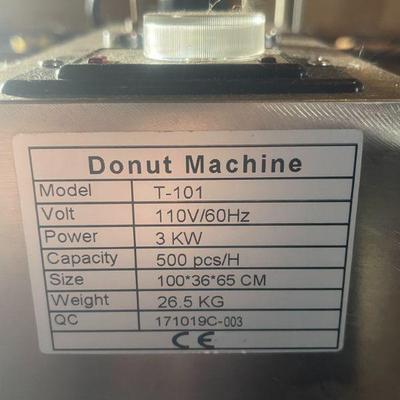 Donut Machine
Model T-101
Volt 110V/60Hz
Power 3 KW
Capacity 500 pcs/H
Size 100*36*65 CM
Weight 26.5 KG
QC 171019C-003
CE